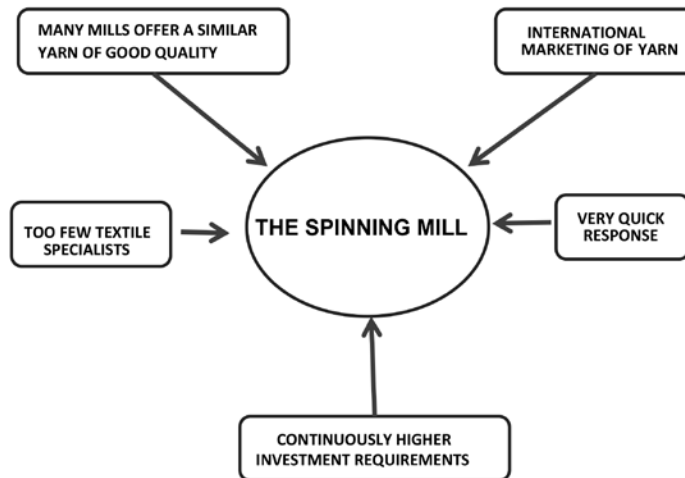 MANY MILLS OFFER A SIMILAR
YARN OF GOOD QUALITY
INTERNATIONAL
MARKETING OF YARN
TOO FEW TEXTILE
SPECIALISTS
THE SPINNING MILL
VERY QUICK
RESPONSE
CONTINUOUSLY HIGHER
INVESTMENT REQUIREMENTS